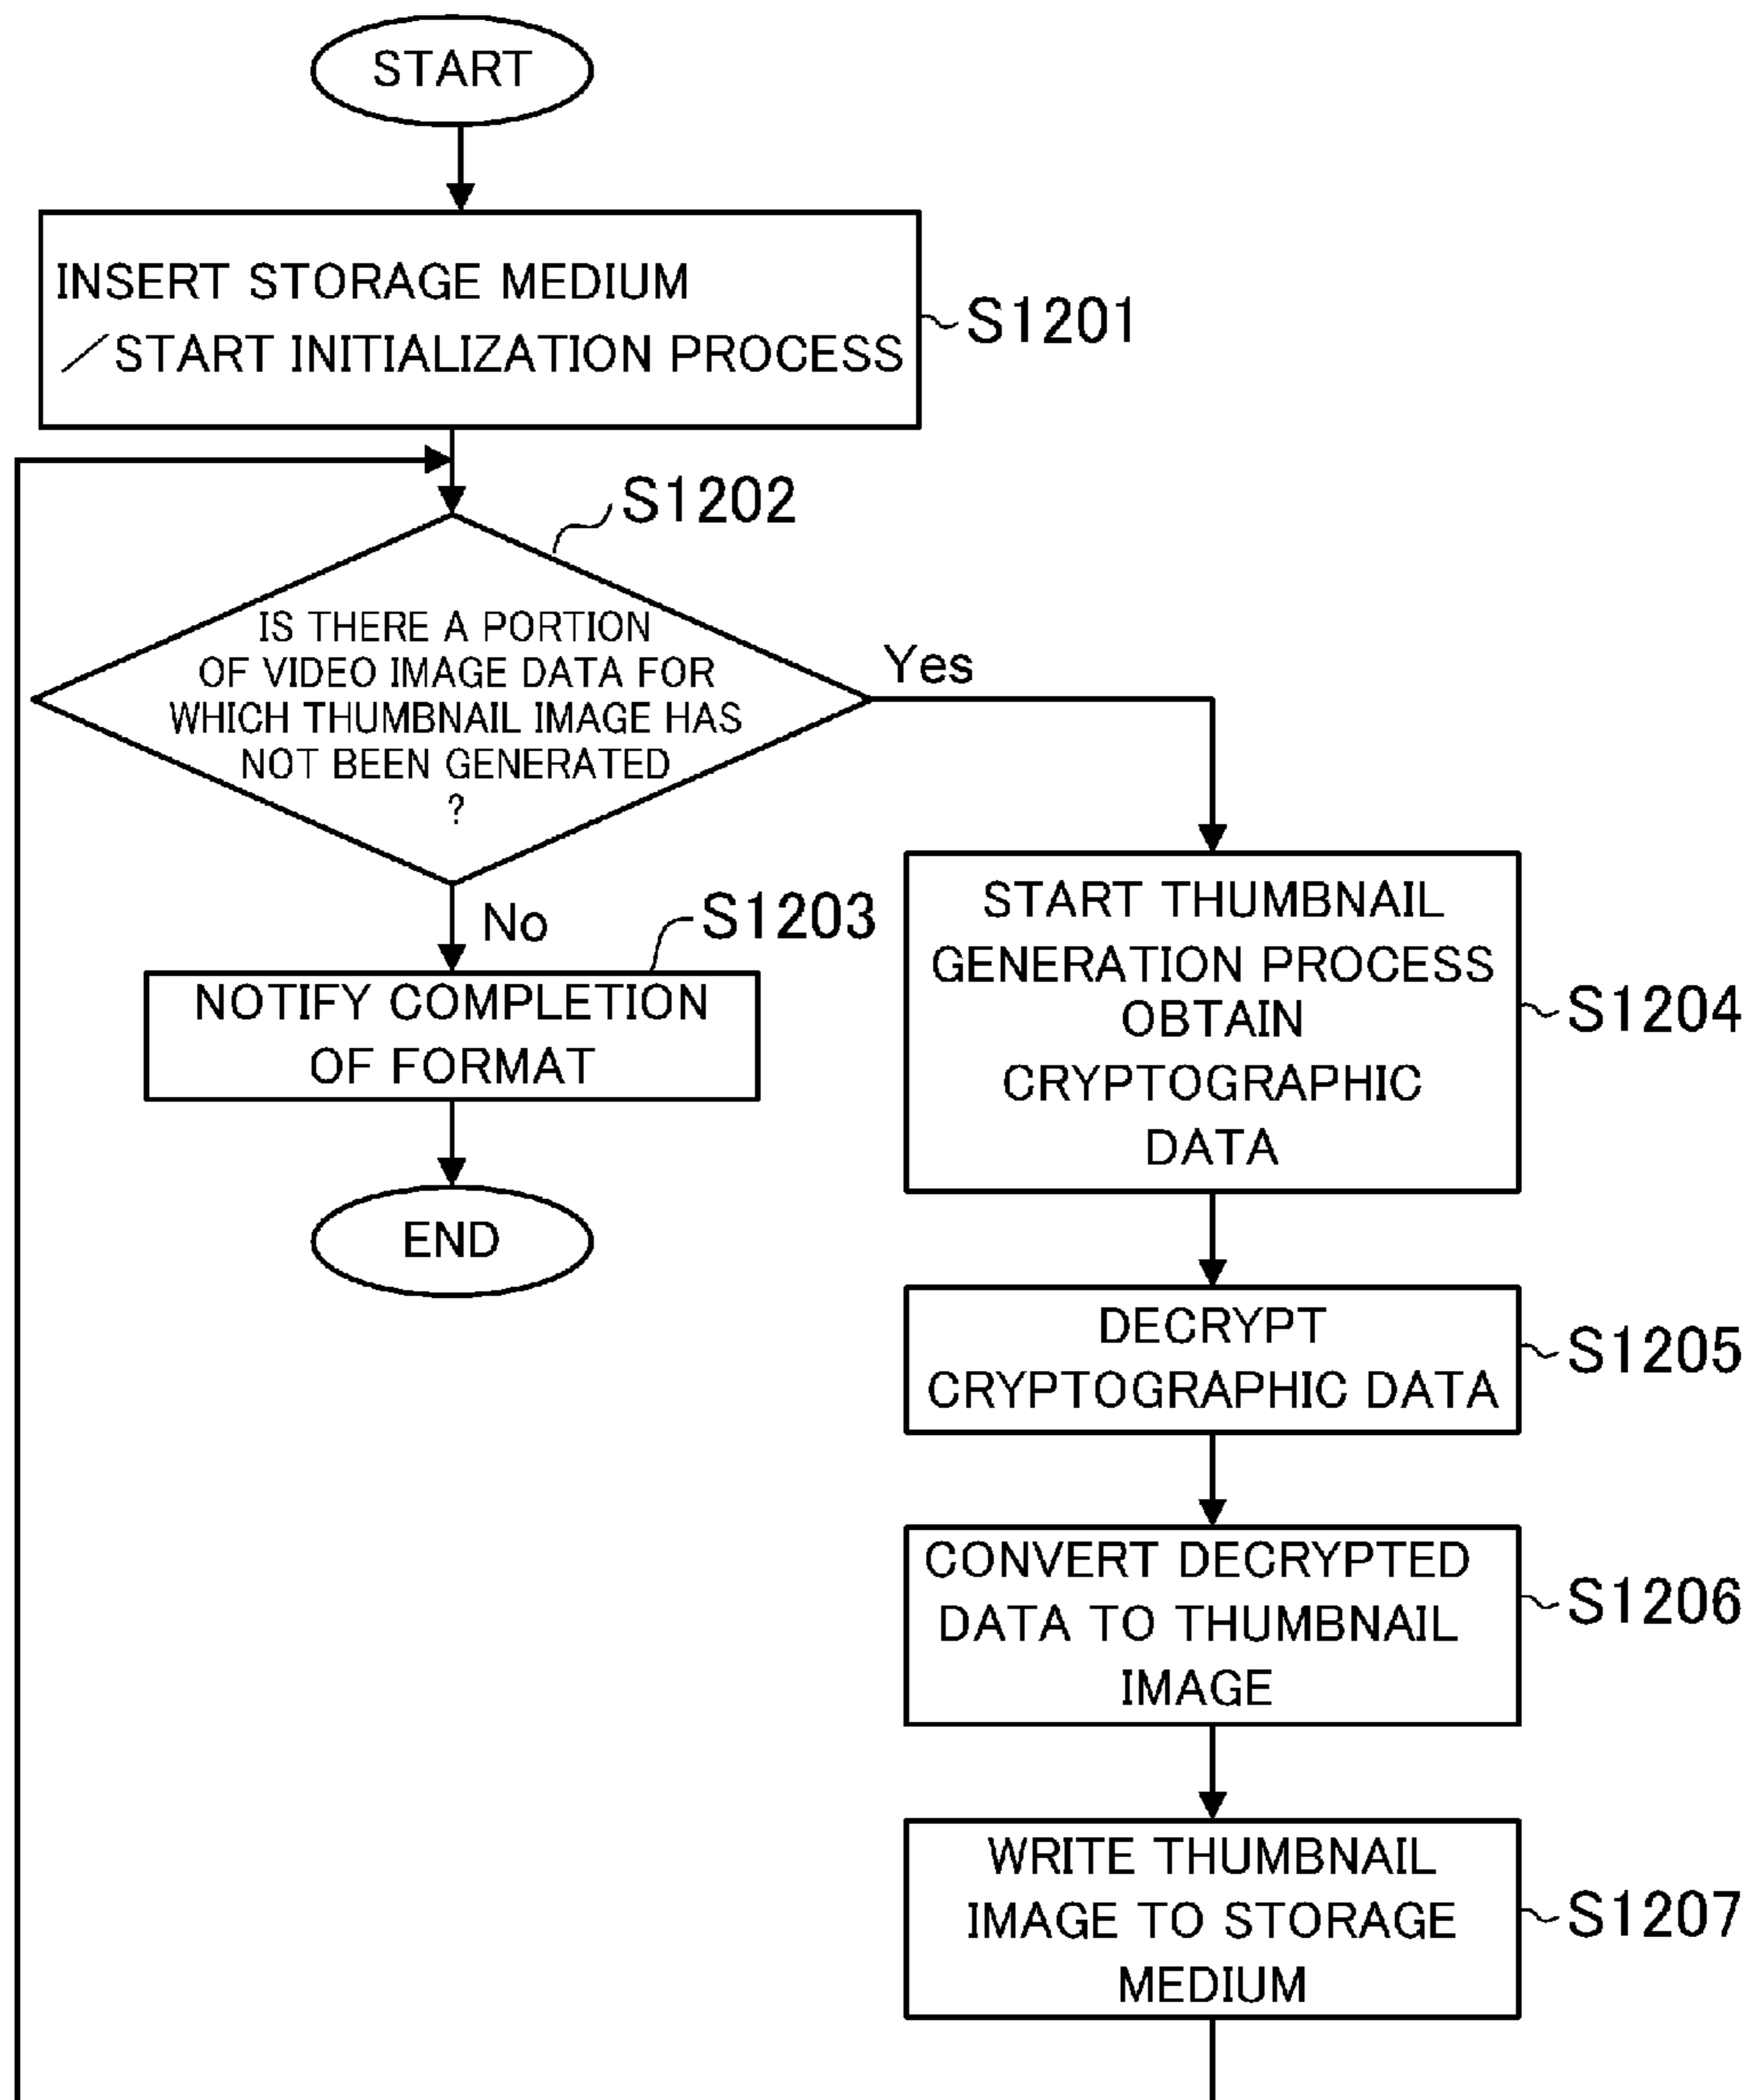 START
INSERT STORAGE MEDIUM
／START INITIALIZATION PROCESS
S1201
S1202
IS THERE A PORTION
OF VIDEO IMAGE DATA FOR
WHICH THUMBNAIL IMAGE HAS
NOT BEEN GENERATED
?
Yes
No
S1203
NOTIFY COMPLETION
OF FORMAT
END
START THUMBNAIL
GENERATION PROCESS
OBTAIN
CRYPTOGRAPHIC
DATA
S1204
DECRYPT
CRYPTOGRAPHIC DATA
S1205
CONVERT DECRYPTED
DATA TO THUMBNAIL
IMAGE
S1206
WRITE THUMBNAIL
IMAGE TO STORAGE
MEDIUM
S1207